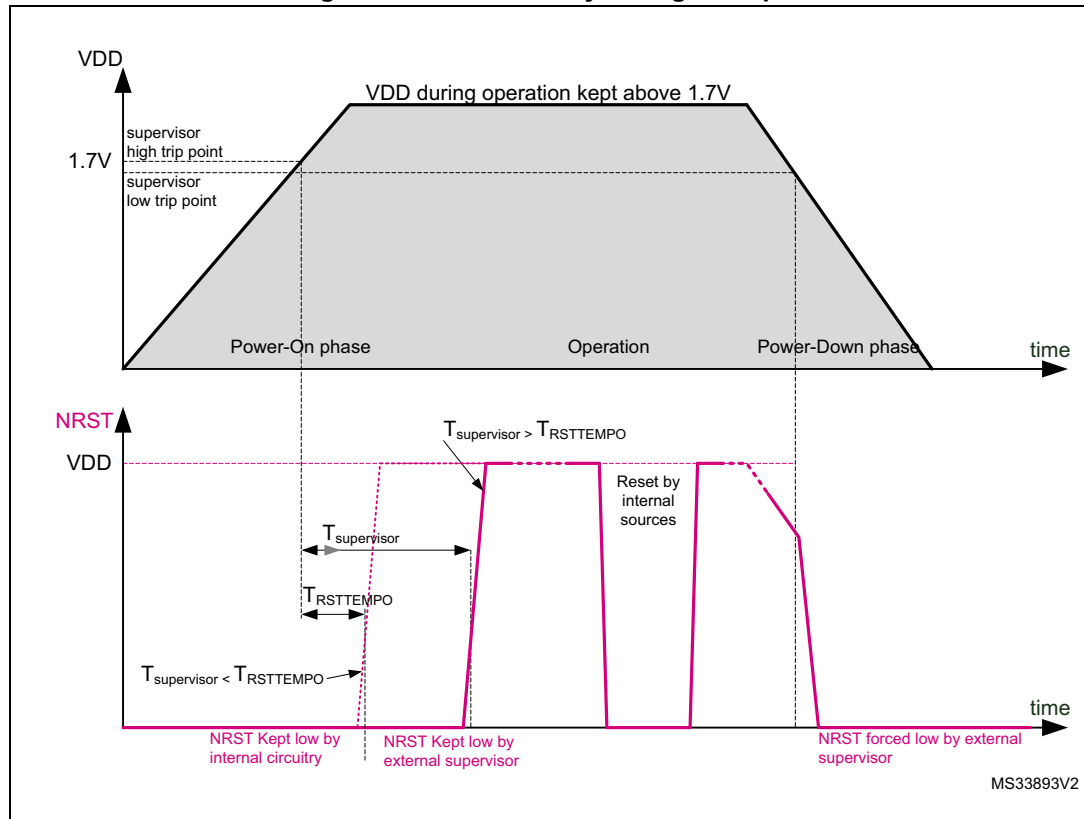 VDD
VDD during operation kept above 1.7V
supervisor
high trip point
1.7V
supervisor
low trip point
Power-On phase
Operation
Power-Down phase
time
NRST
VDD
Tsupervisor > TRSTTEMPO
Reset by
internal
sources
Tsupervisor
TRSTTEMPO
Tsupervisor < TRSTTEMPO
time
NRST Kept low by
internal circuitry
NRST Kept low by
external supervisor
NRST forced low by external
supervisor
MS33893V2